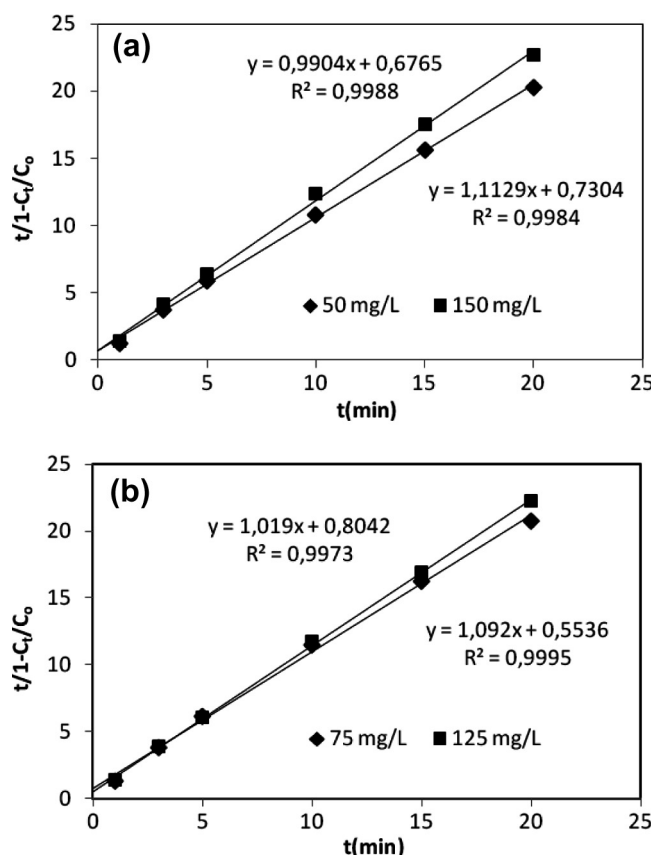 (a)
y = 0,9904x + 0,6765
R² = 0,9988
y = 1,1129x + 0,7304
R² = 0,9984
50 mg/L 150 mg/L
t/1-Cₜ/Cₒ
25
20
15
10
5
0
0 5 10 15 20 25
t(min)
(b)
y = 1,019x + 0,8042
R² = 0,9973
y = 1,092x + 0,5536
R² = 0,9995
75 mg/L 125 mg/L
t/1-Cₜ/Cₒ
25
20
15
10
5
0
0 5 10 15 20 25
t(min)